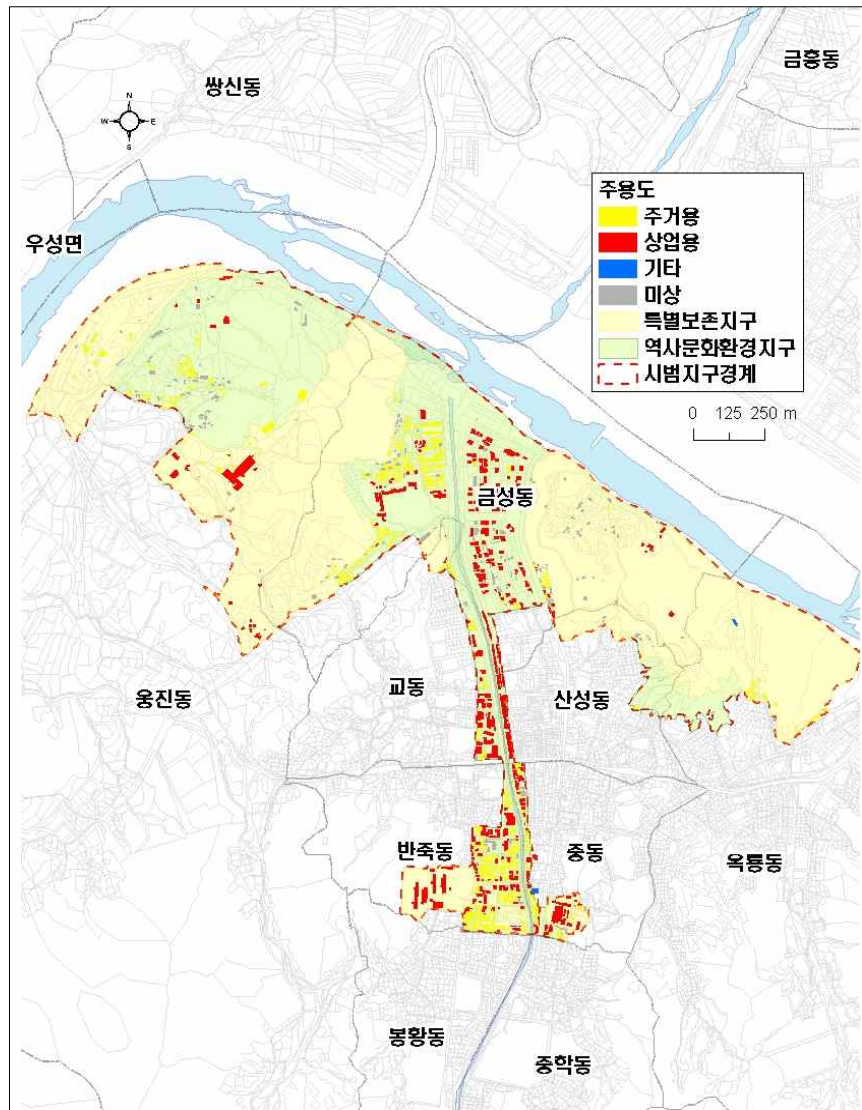 금흥동
쌍신동
N
W E
S
우성면
주용도
주거용
상업용
기타
미상
특별보존지구
역사문화환경지구
시범지구경계
0 125 250 m
금성동
교동
산성동
웅진동
반죽동
중동
옥룡동
봉황동
중학동